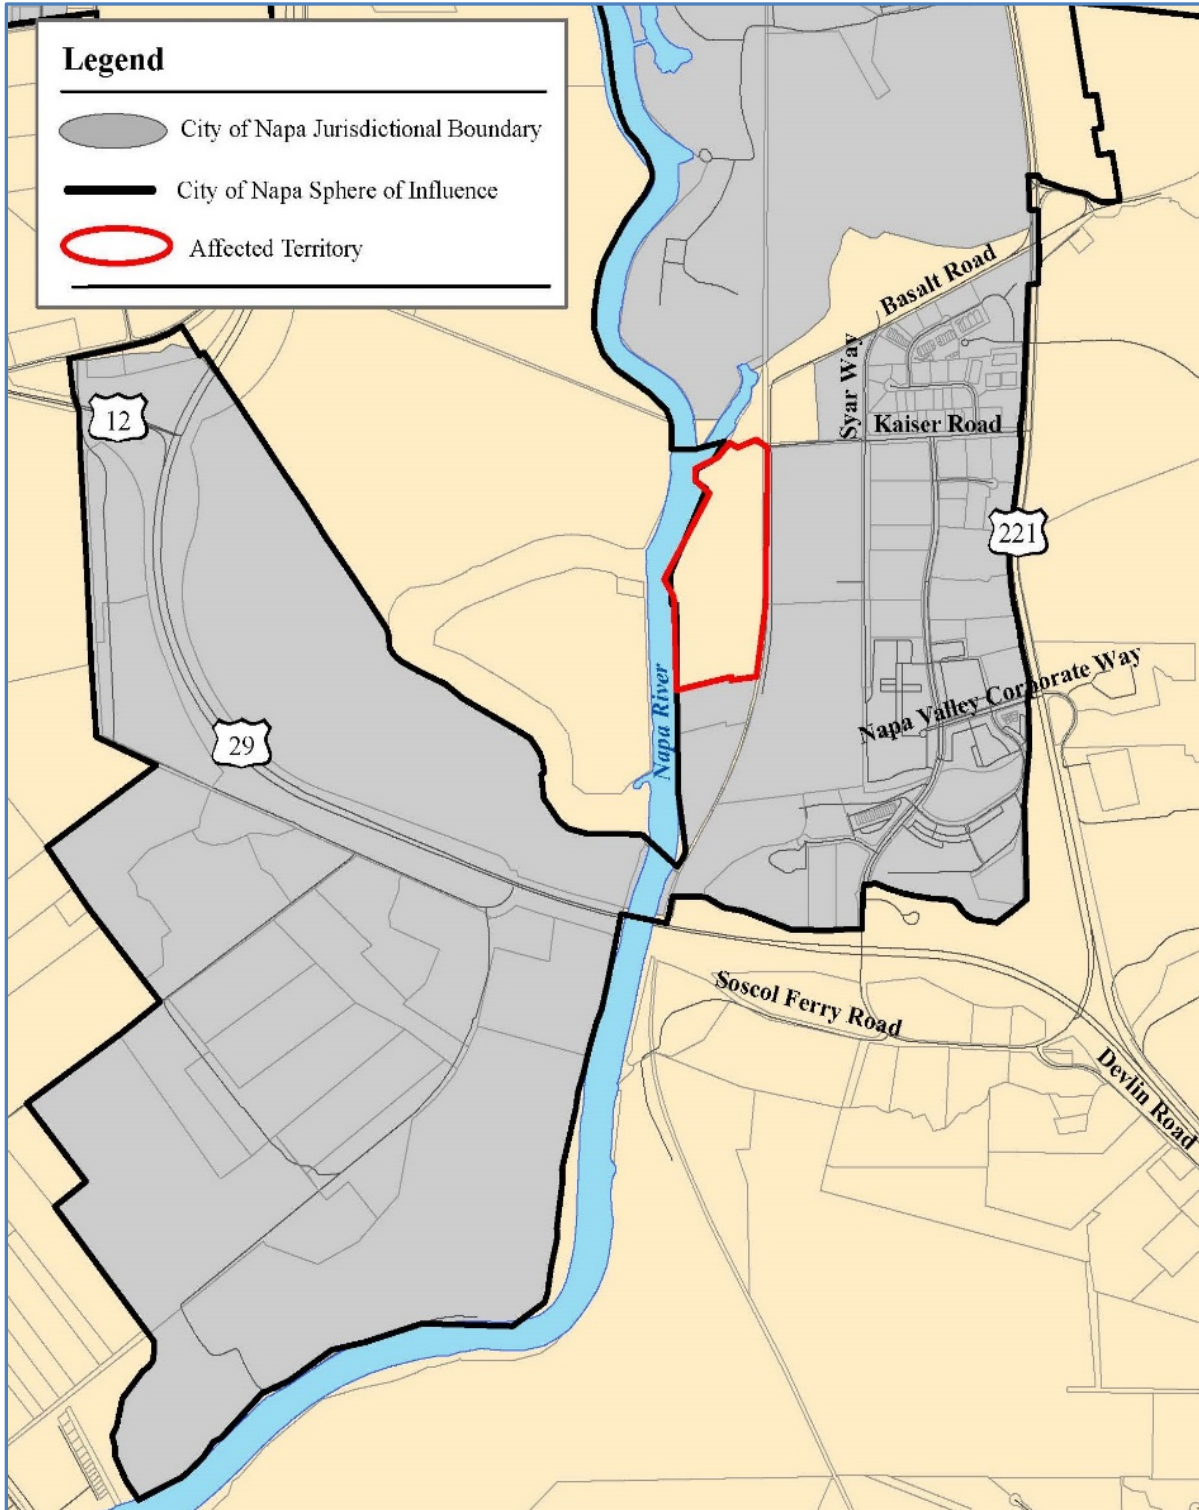 Legend
City of Napa Jurisdictional Boundary
City of Napa Sphere of Influence
Affected Territory
Basalt Road
Syar Way
12
Kaiser Road
221
Napa Valley Corporate Way
Napa River
29
Soscol Ferry Road
Devlin Road